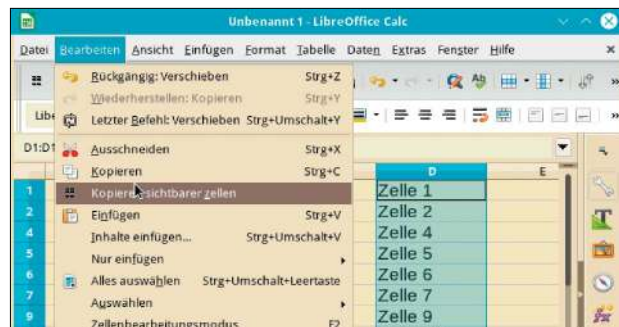 Unbenannt 1 - LibreOffice Calc
Datei Bearbeiten Ansicht Einfügen Format Tabelle Daten Extras Fenster Hilfe
Rückgängig: Verschieben Strg+Z
Wiederherstellen: Kopieren Strg+Y
Letzter Befehl: Verschieben Strg+Umschalt+Y
Ausschneiden Strg+X
Kopieren Strg+C
D E
sichtbarer zellen
1 Zelle 1
Einfügen Strg+V
2 Zelle 2
Inhalte einfügen... Strg+Umschalt+V
4 Zelle 4
Nur einfügen
5 Zelle 5
Alles auswählen Strg+Umschalt+Leertaste
6 Zelle 6
Auswählen
7 Zelle 7
Zellenbearbeitungsmodus F2
9 Zelle 9